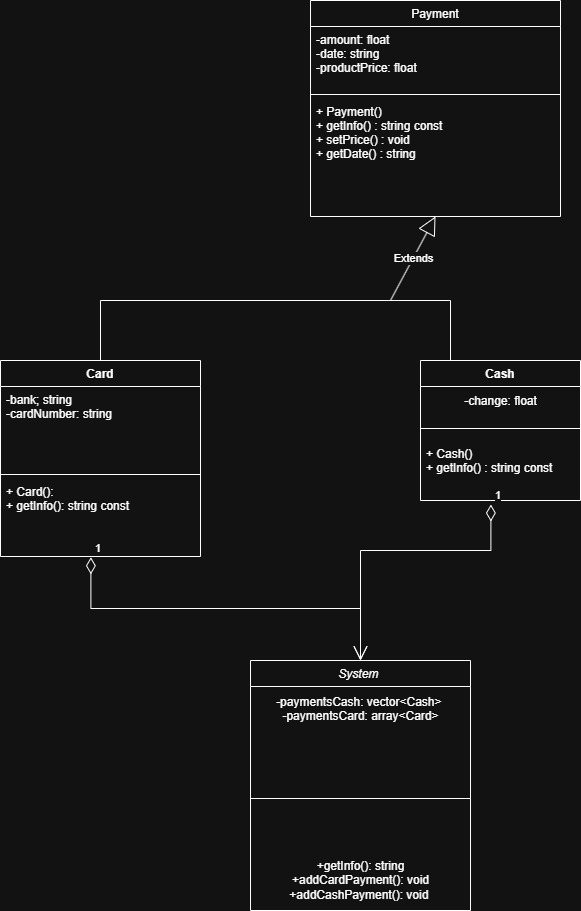 Payment
-amount: float
-date: string
-productPrice: float
+ Payment()
+ getInfo() : string const
+ setPrice() : void
+ getDate() : string
Extends
Card
-bank; string
-cardNumber: string
+ Card():
+ getInfo(): string const
1
Cash
-change: float
+ Cash()
+ getInfo() : string const
1
System
-paymentsCash: vector<Cash>
-paymentsCard: array<Card>
+getInfo(): string
+addCardPayment(): void
+addCashPayment(): void